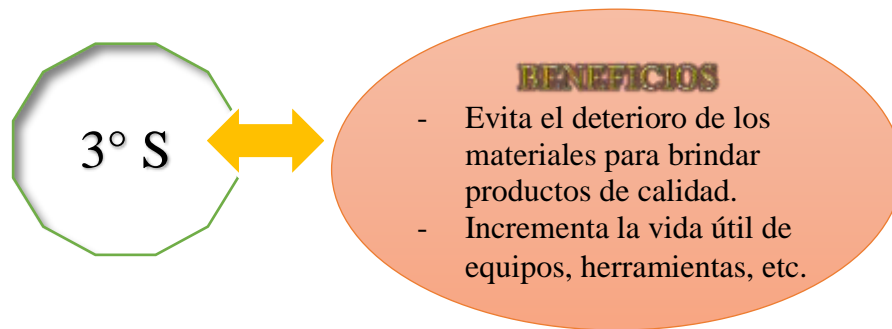 3° S
BENEFICIOS
- Evita el deterioro de los
materiales para brindar
productos de calidad.
- Incrementa la vida útil de
equipos, herramientas, etc.